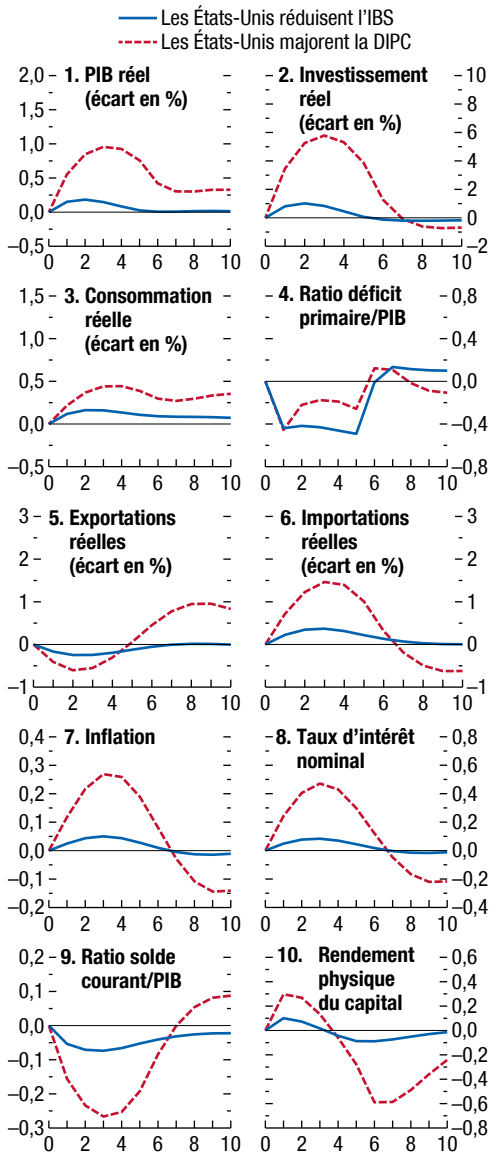 Les États-Unis réduisent l'IBS
Les États-Unis majorent la DIPC
1. PIB réel
(écart en %)
2,0
1,5
1,0
0,5
0,0
–0,5
0 2 4 6 8 10
2. Investissement
réel
(écart en %)
10
8
6
4
2
0
–2
0 2 4 6 8 10
3. Consommation
réelle
(écart en %)
1,5
1,0
0,5
0,0
–0,5
0 2 4 6 8 10
4. Ratio déficit
primaire/PIB
0,8
0,4
0,0
–0,4
–0,8
0 2 4 6 8 10
5. Exportations
réelles
(écart en %)
3
2
1
0
–1
0 2 4 6 8 10
6. Importations
réelles
(écart en %)
3
2
1
0
–1
0 2 4 6 8 10
7. Inflation
0,4
0,3
0,2
0,1
0,0
–0,1
–0,2
0 2 4 6 8 10
8. Taux d'intérêt
nominal
0,8
0,6
0,4
0,2
0,0
–0,2
–0,4
0 2 4 6 8 10
9. Ratio solde
courant/PIB
0,2
0,1
0,0
–0,1
–0,2
–0,3
0 2 4 6 8 10
10. Rendement
physique
du capital
0,6
0,4
0,2
0,0
–0,2
–0,4
–0,6
–0,8
0 2 4 6 8 10